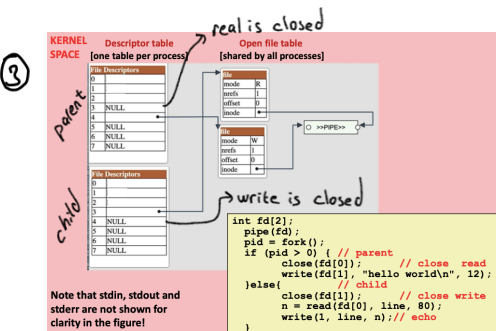 ③
real is closed
KERNEL SPACE
Descriptor table
[one table per process]
Open file table
[shared by all processes]
parent
File Descriptors
0
1
2
3 NULL
4
5 NULL
6 NULL
7 NULL
file
mode R
nrefs 1
offset 0
inode
>>PIPE>>
file
mode W
nrefs 1
offset 0
inode
child
File Descriptors
0
1
2
3
4 NULL
5 NULL
6 NULL
7 NULL
write is closed
Note that stdin, stdout and
stderr are not shown for
clarity in the figure!
int fd[2];
pipe(fd);
pid = fork();
if (pid > 0) { // parent
close(fd[0]); // close read
write(fd[1], "hello world\n", 12);
}else{ // child
close(fd[1]); // close write
n = read(fd[0], line, 80);
write(1, line, n);// echo
}